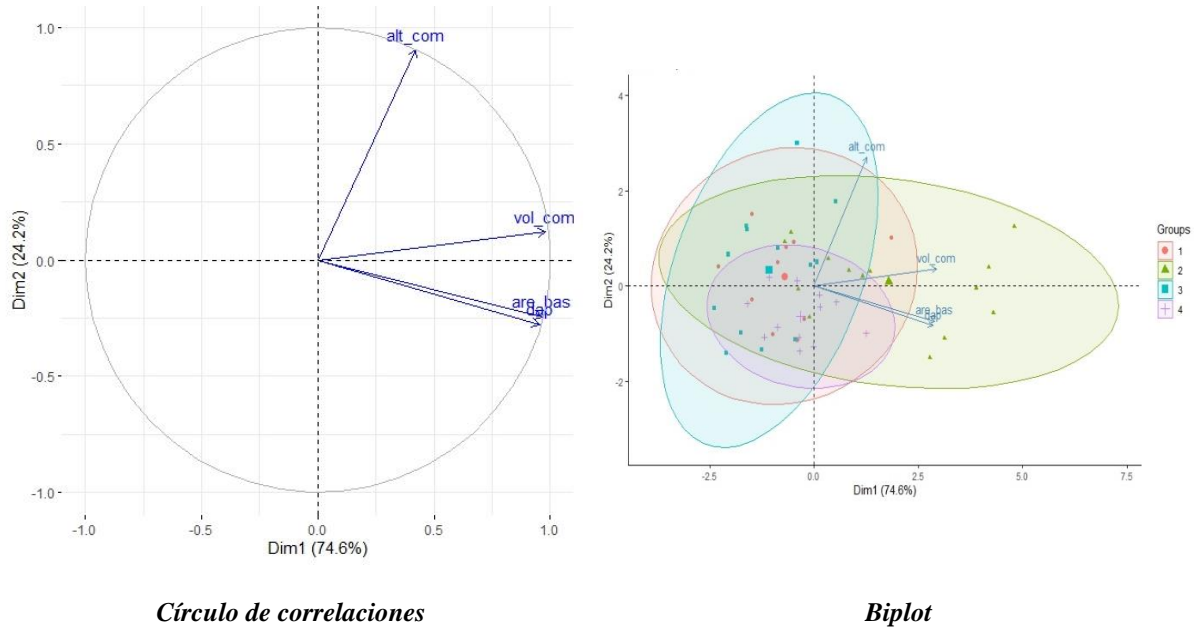 1.0
0.5
0.0
-0.5
-1.0
Dim2 (24.2%)
alt_com
vol_com
are_bas
dap
-1.0 -0.5 0.0 0.5 1.0
Dim1 (74.6%)
Círculo de correlaciones
4
2
0
-2
Dim2 (24.2%)
alt_com
vol_com
are_bas
dap
-2.5 0.0 2.5 5.0 7.5
Dim1 (74.6%)
Groups
1
2
3
4
Biplot